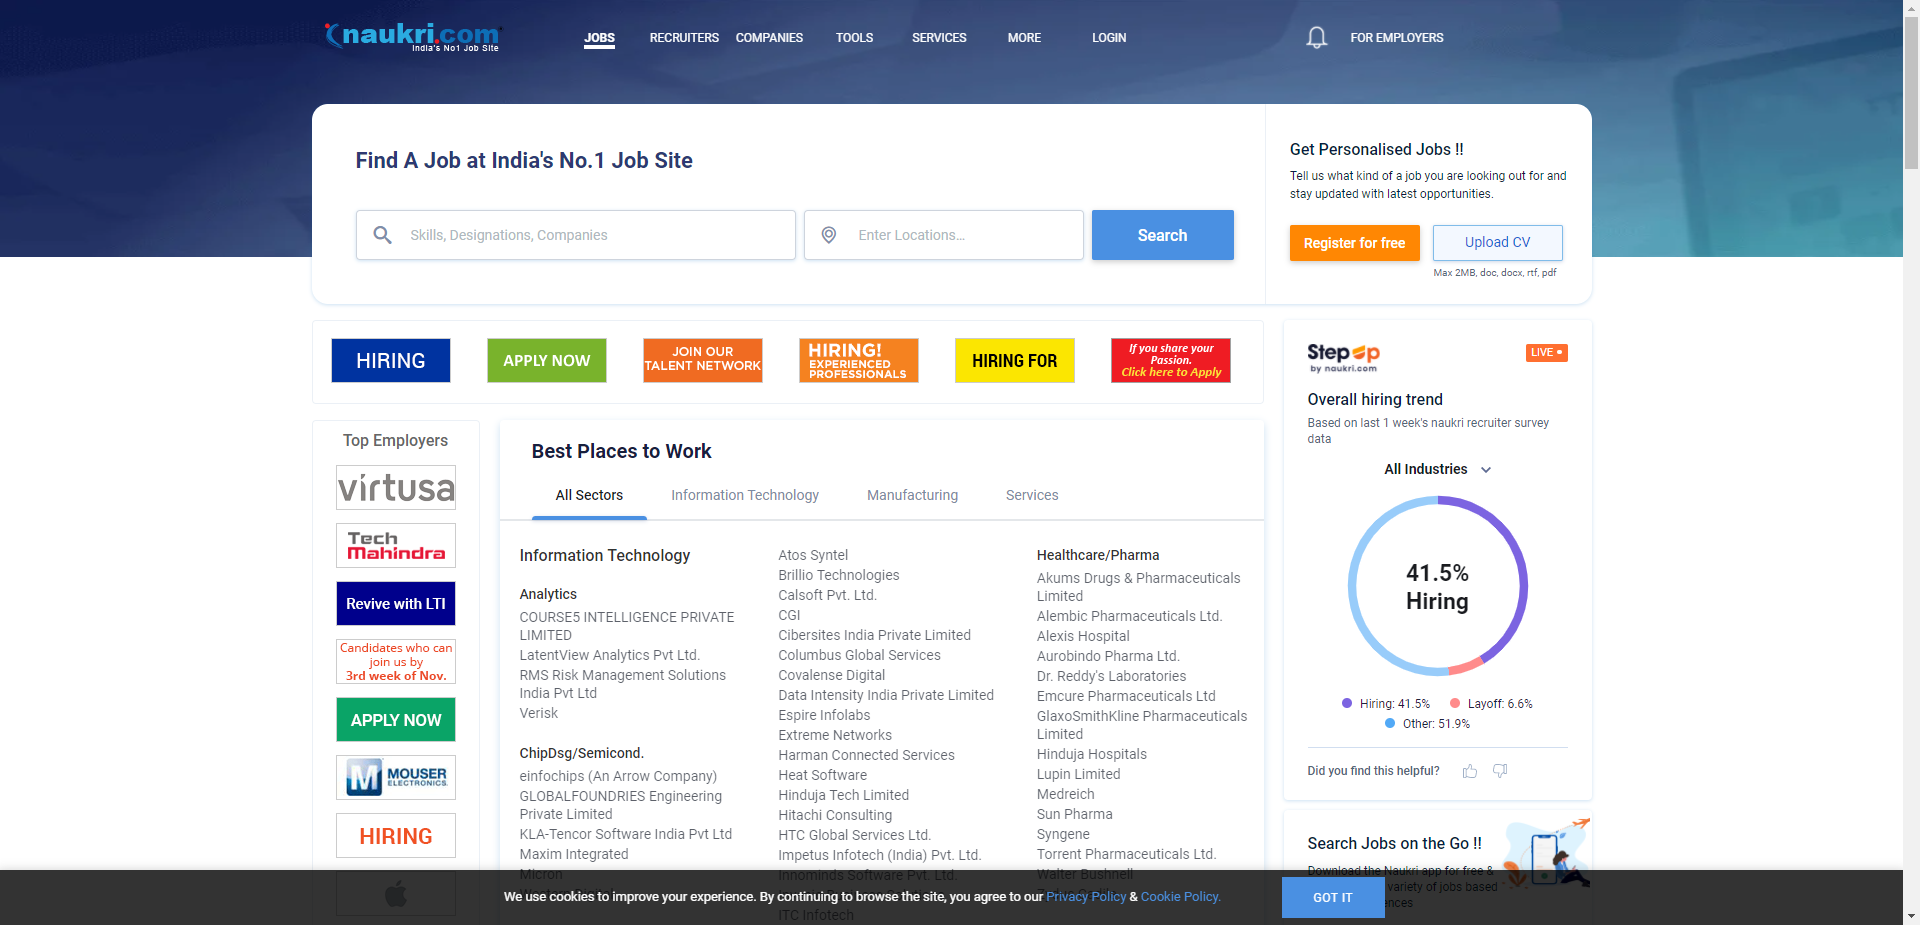 naukri.com
India's No1 Job Site
JOBS
RECRUITERS
COMPANIES
TOOLS
SERVICES
MORE
LOGIN
FOR EMPLOYERS
Find A Job at India's No.1 Job Site
Skills, Designations, Companies
Enter Locations...
Search
Get Personalised Jobs !!
Tell us what kind of a job you are looking out for and
stay updated with latest opportunities.
Register for free
Upload CV
Max 2MB, doc, docx, rtf, pdf
HIRING
APPLY NOW
JOIN OUR
TALENT NETWORK
HIRING!
EXPERIENCED
PROFESSIONALS
HIRING FOR
If you share your
Passion.
Click here to Apply
Top Employers
virtusa
Tech
Mahindra
Revive with LTI
Candidates who can
join us by
3rd week of Nov.
APPLY NOW
M MOUSER
ELECTRONICS
HIRING
Best Places to Work
All Sectors
Information Technology
Manufacturing
Services
Information Technology
Analytics
COURSE5 INTELLIGENCE PRIVATE
LIMITED
LatentView Analytics Pvt Ltd.
RMS Risk Management Solutions
India Pvt Ltd
Verisk
ChipDsg/Semicond.
einfochips (An Arrow Company)
GLOBALFOUNDRIES Engineering
Private Limited
KLA-Tencor Software India Pvt Ltd
Maxim Integrated
Micron
Atos Syntel
Brillio Technologies
Calsoft Pvt. Ltd.
CGI
Cibersites India Private Limited
Columbus Global Services
Covalense Digital
Data Intensity India Private Limited
Espire Infolabs
Extreme Networks
Harman Connected Services
Heat Software
Hinduja Tech Limited
Hitachi Consulting
HTC Global Services Ltd.
Impetus Infotech (India) Pvt. Ltd.
Innominds Software Pvt. Ltd.
ITC Infotech
Healthcare/Pharma
Akums Drugs & Pharmaceuticals
Limited
Alembic Pharmaceuticals Ltd.
Alexis Hospital
Aurobindo Pharma Ltd.
Dr. Reddy's Laboratories
Emcure Pharmaceuticals Ltd
GlaxoSmithKline Pharmaceuticals
Limited
Hinduja Hospitals
Lupin Limited
Medreich
Sun Pharma
Syngene
Torrent Pharmaceuticals Ltd.
Walter Bushnell
Step Up
by naukri.com
LIVE
Overall hiring trend
Based on last 1 week's naukri recruiter survey
data
All Industries
41.5%
Hiring
Hiring: 41.5%
Layoff: 6.6%
Other: 51.9%
Did you find this helpful?
Search Jobs on the Go !!
Download the Naukri app for free &
variety of jobs based
We use cookies to improve your experience. By continuing to browse the site, you agree to our Privacy Policy & Cookie Policy.
GOT IT